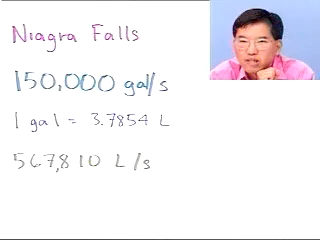 Niagra Falls
150,000 gal/s
1 gal = 3.7854 L
567,810 L/s